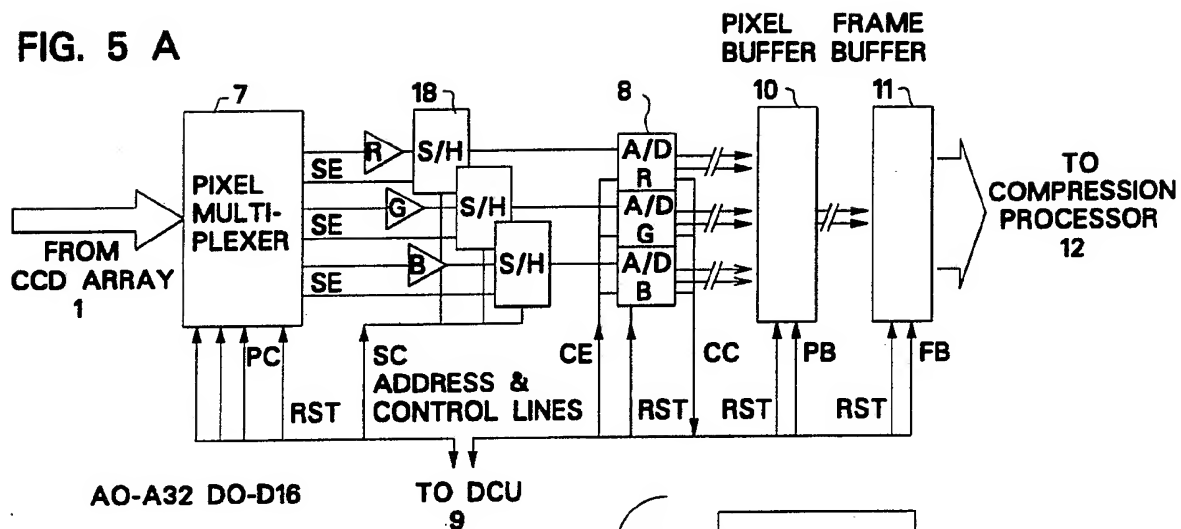 FIG. 5 A
PIXEL FRAME
BUFFER BUFFER
7
18
8
10
11
R
S/H
A/D
R
SE
PIXEL
MULTI-
PLEXER
G
S/H
A/D
G
SE
B
S/H
A/D
B
SE
FROM
CCD ARRAY
1
TO
COMPRESSION
PROCESSOR
12
PC
SC
CE
CC
PB
FB
ADDRESS &
CONTROL LINES
RST
RST
RST
RST
AO-A32 DO-D16
TO DCU
9